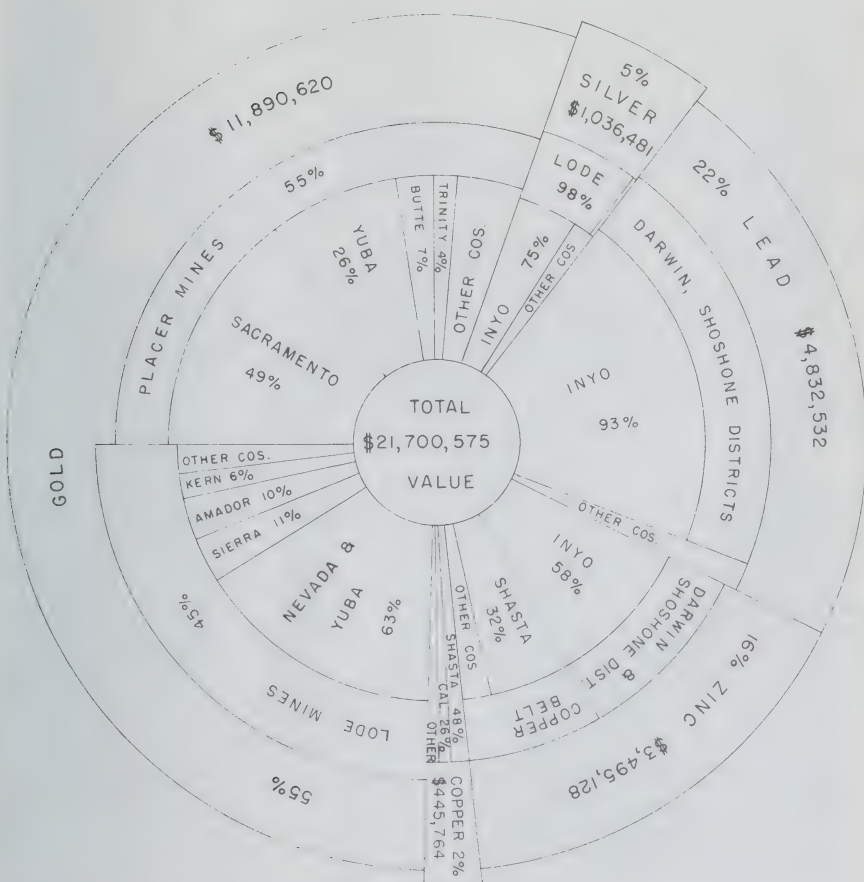 $11,890,620
5%
SILVER
$1,036,481
LODE
98%
22% LEAD $4,832,532
55%
PLACER MINES
GOLD
TRINITY 4%
BUTTE 7%
YUBA
26%
SACRAMENTO
49%
OTHER COS.
INYO 75%
OTHER COS
DARWIN, SHOSHONE DISTRICTS
INYO
93%
OTHER COS.
TOTAL
$21,700,575
VALUE
OTHER COS.
KERN 6%
AMADOR 10%
SIERRA 11%
NEVADA &
YUBA
63%
45%
LODE MINES
55%
INYO
58%
SHASTA
32%
OTHER COS
SHASTA 48%
CAL. 26%
OTHER
DARWIN &
SHOSHONE DIST.
COPPER
BELT
16% ZINC $3,495,128
COPPER 2%
$445,764